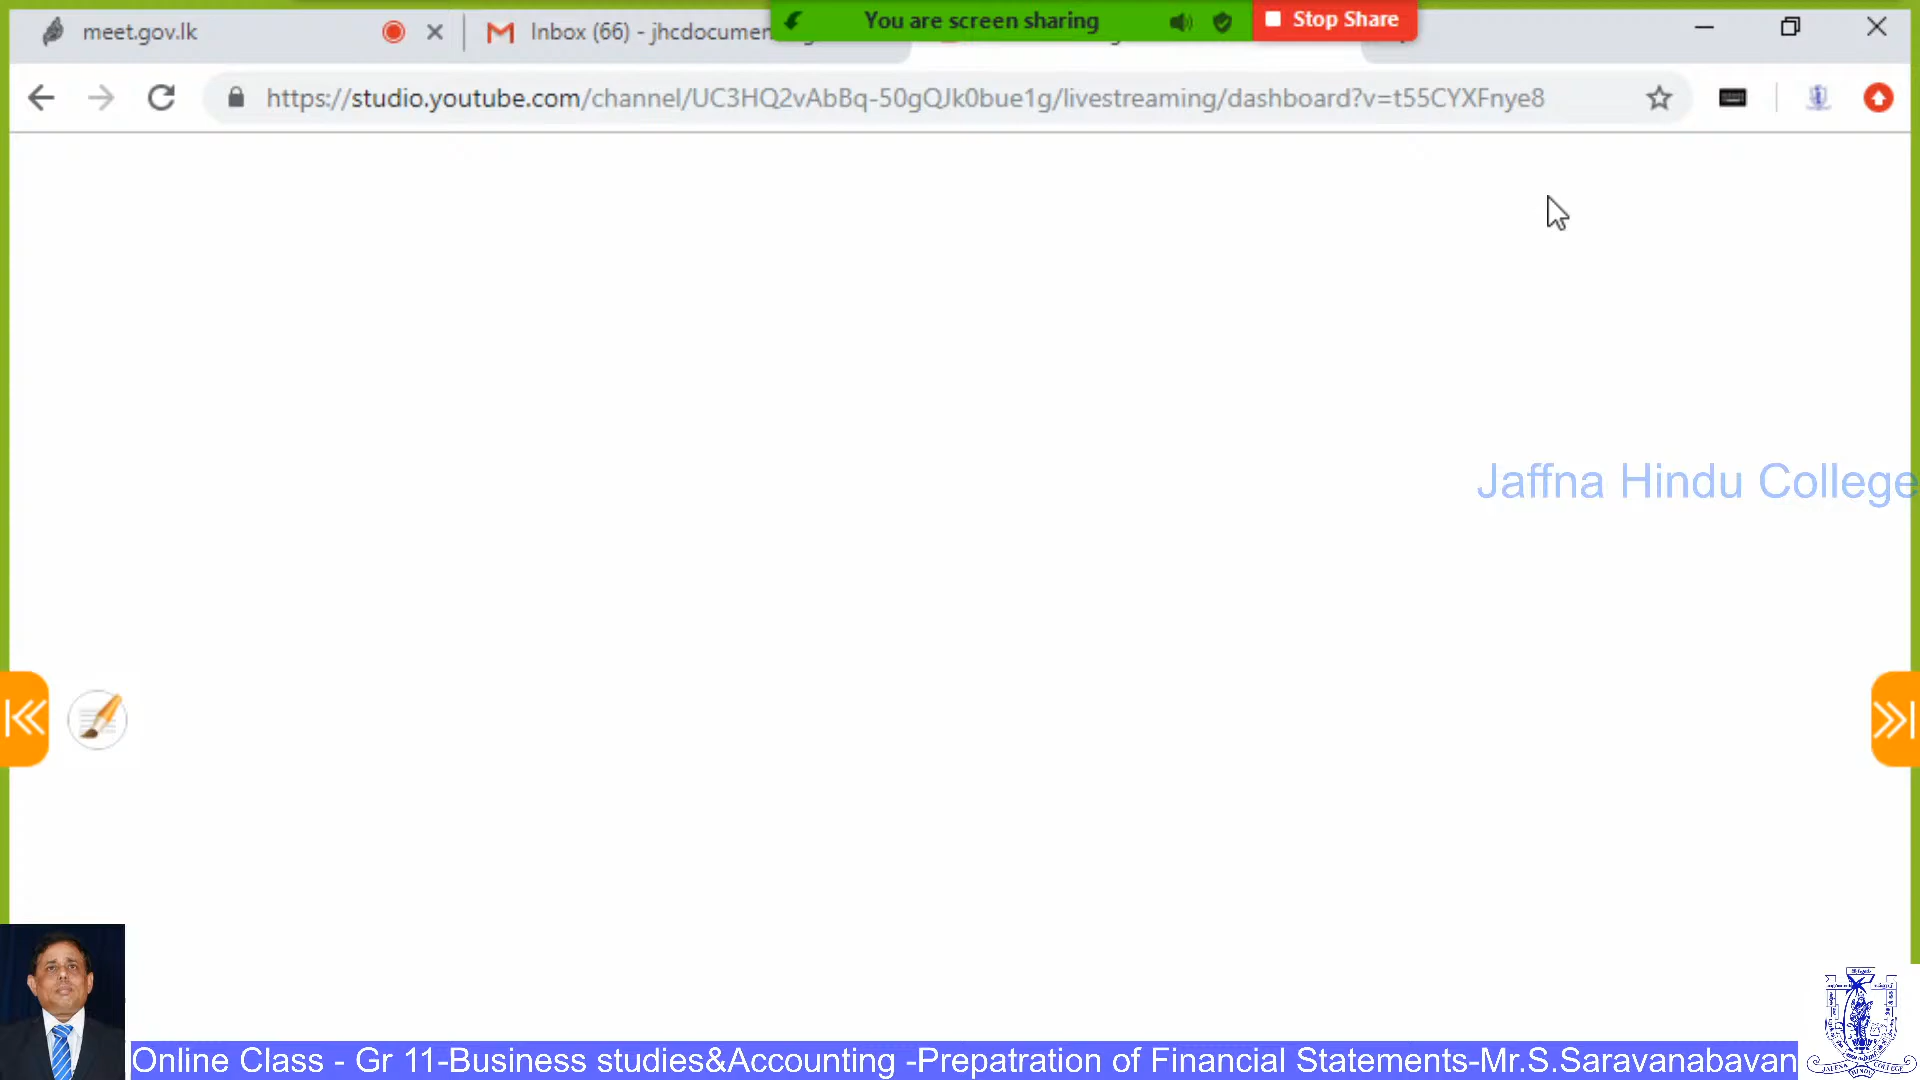 meet.gov.lk
Inbox (66) - jhcdocumen
You are screen sharing
Stop Share
https://studio.youtube.com/channel/UC3HQ2vAbBq-50gQJk0bue1g/livestreaming/dashboard?v=t55CYXFnye8
Jaffna Hindu College
Online Class - Gr 11-Business studies&Accounting -Prepatration of Financial Statements-Mr.S.Saravanabavan